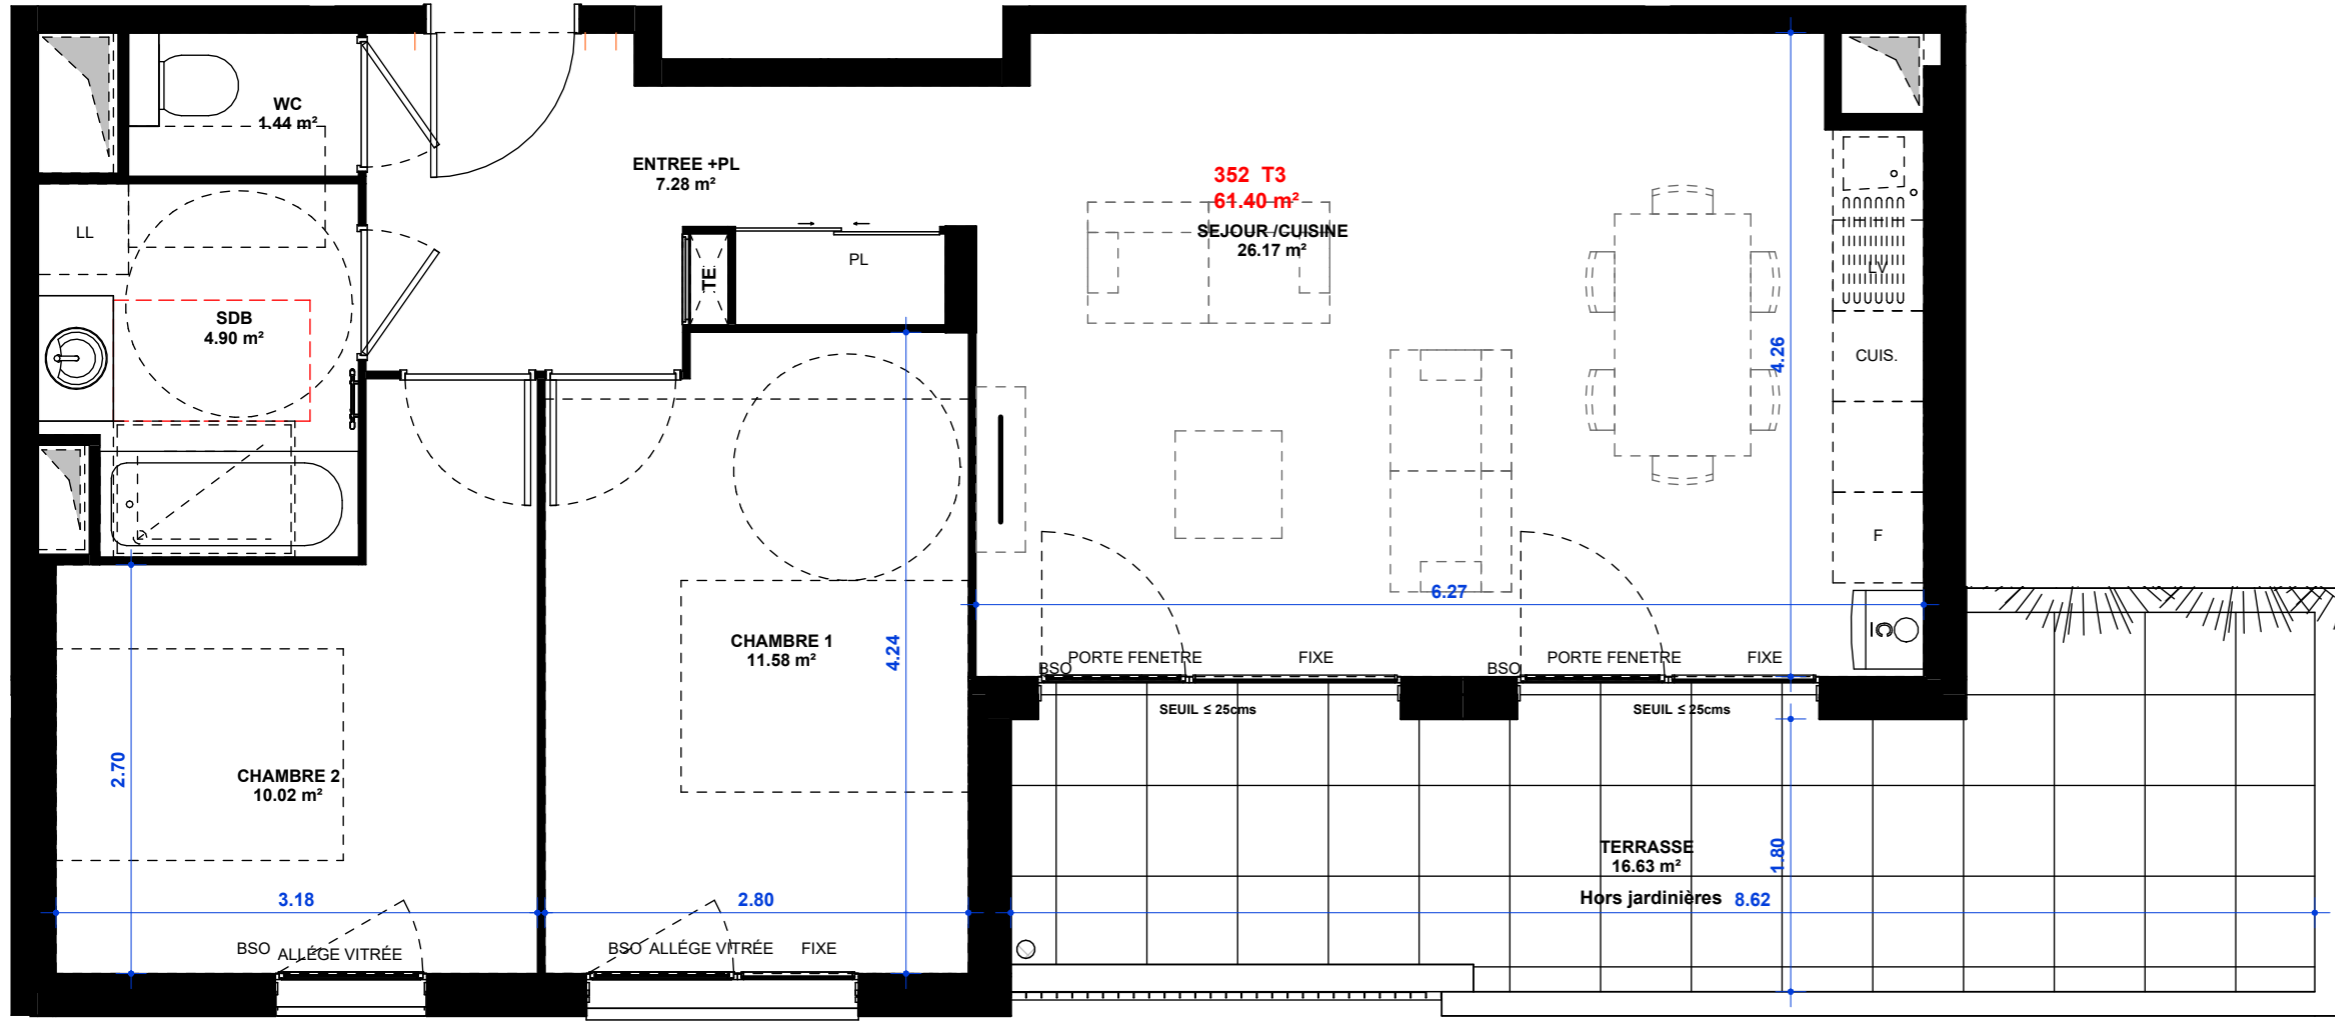 WC
1.44 m²
ENTREE +PL
7.28 m²
352 T3
61.40 m²
SEJOUR /CUISINE
26.17 m²
LL
PL
TE
LV
SDB
4.90 m²
CUIS.
4.26
F
6.27
CHAMBRE 1
11.58 m²
4.24
BSO
PORTE FENETRE
FIXE
BSO
PORTE FENETRE
FIXE
SEUIL ≤ 25cms
SEUIL ≤ 25cms
CHAMBRE 2
10.02 m²
2.70
TERRASSE
16.63 m²
1.80
Hors jardinières 8.62
3.18
2.80
BSO
ALLÉGE VITRÉE
BSO ALLÉGE VITRÉE
FIXE